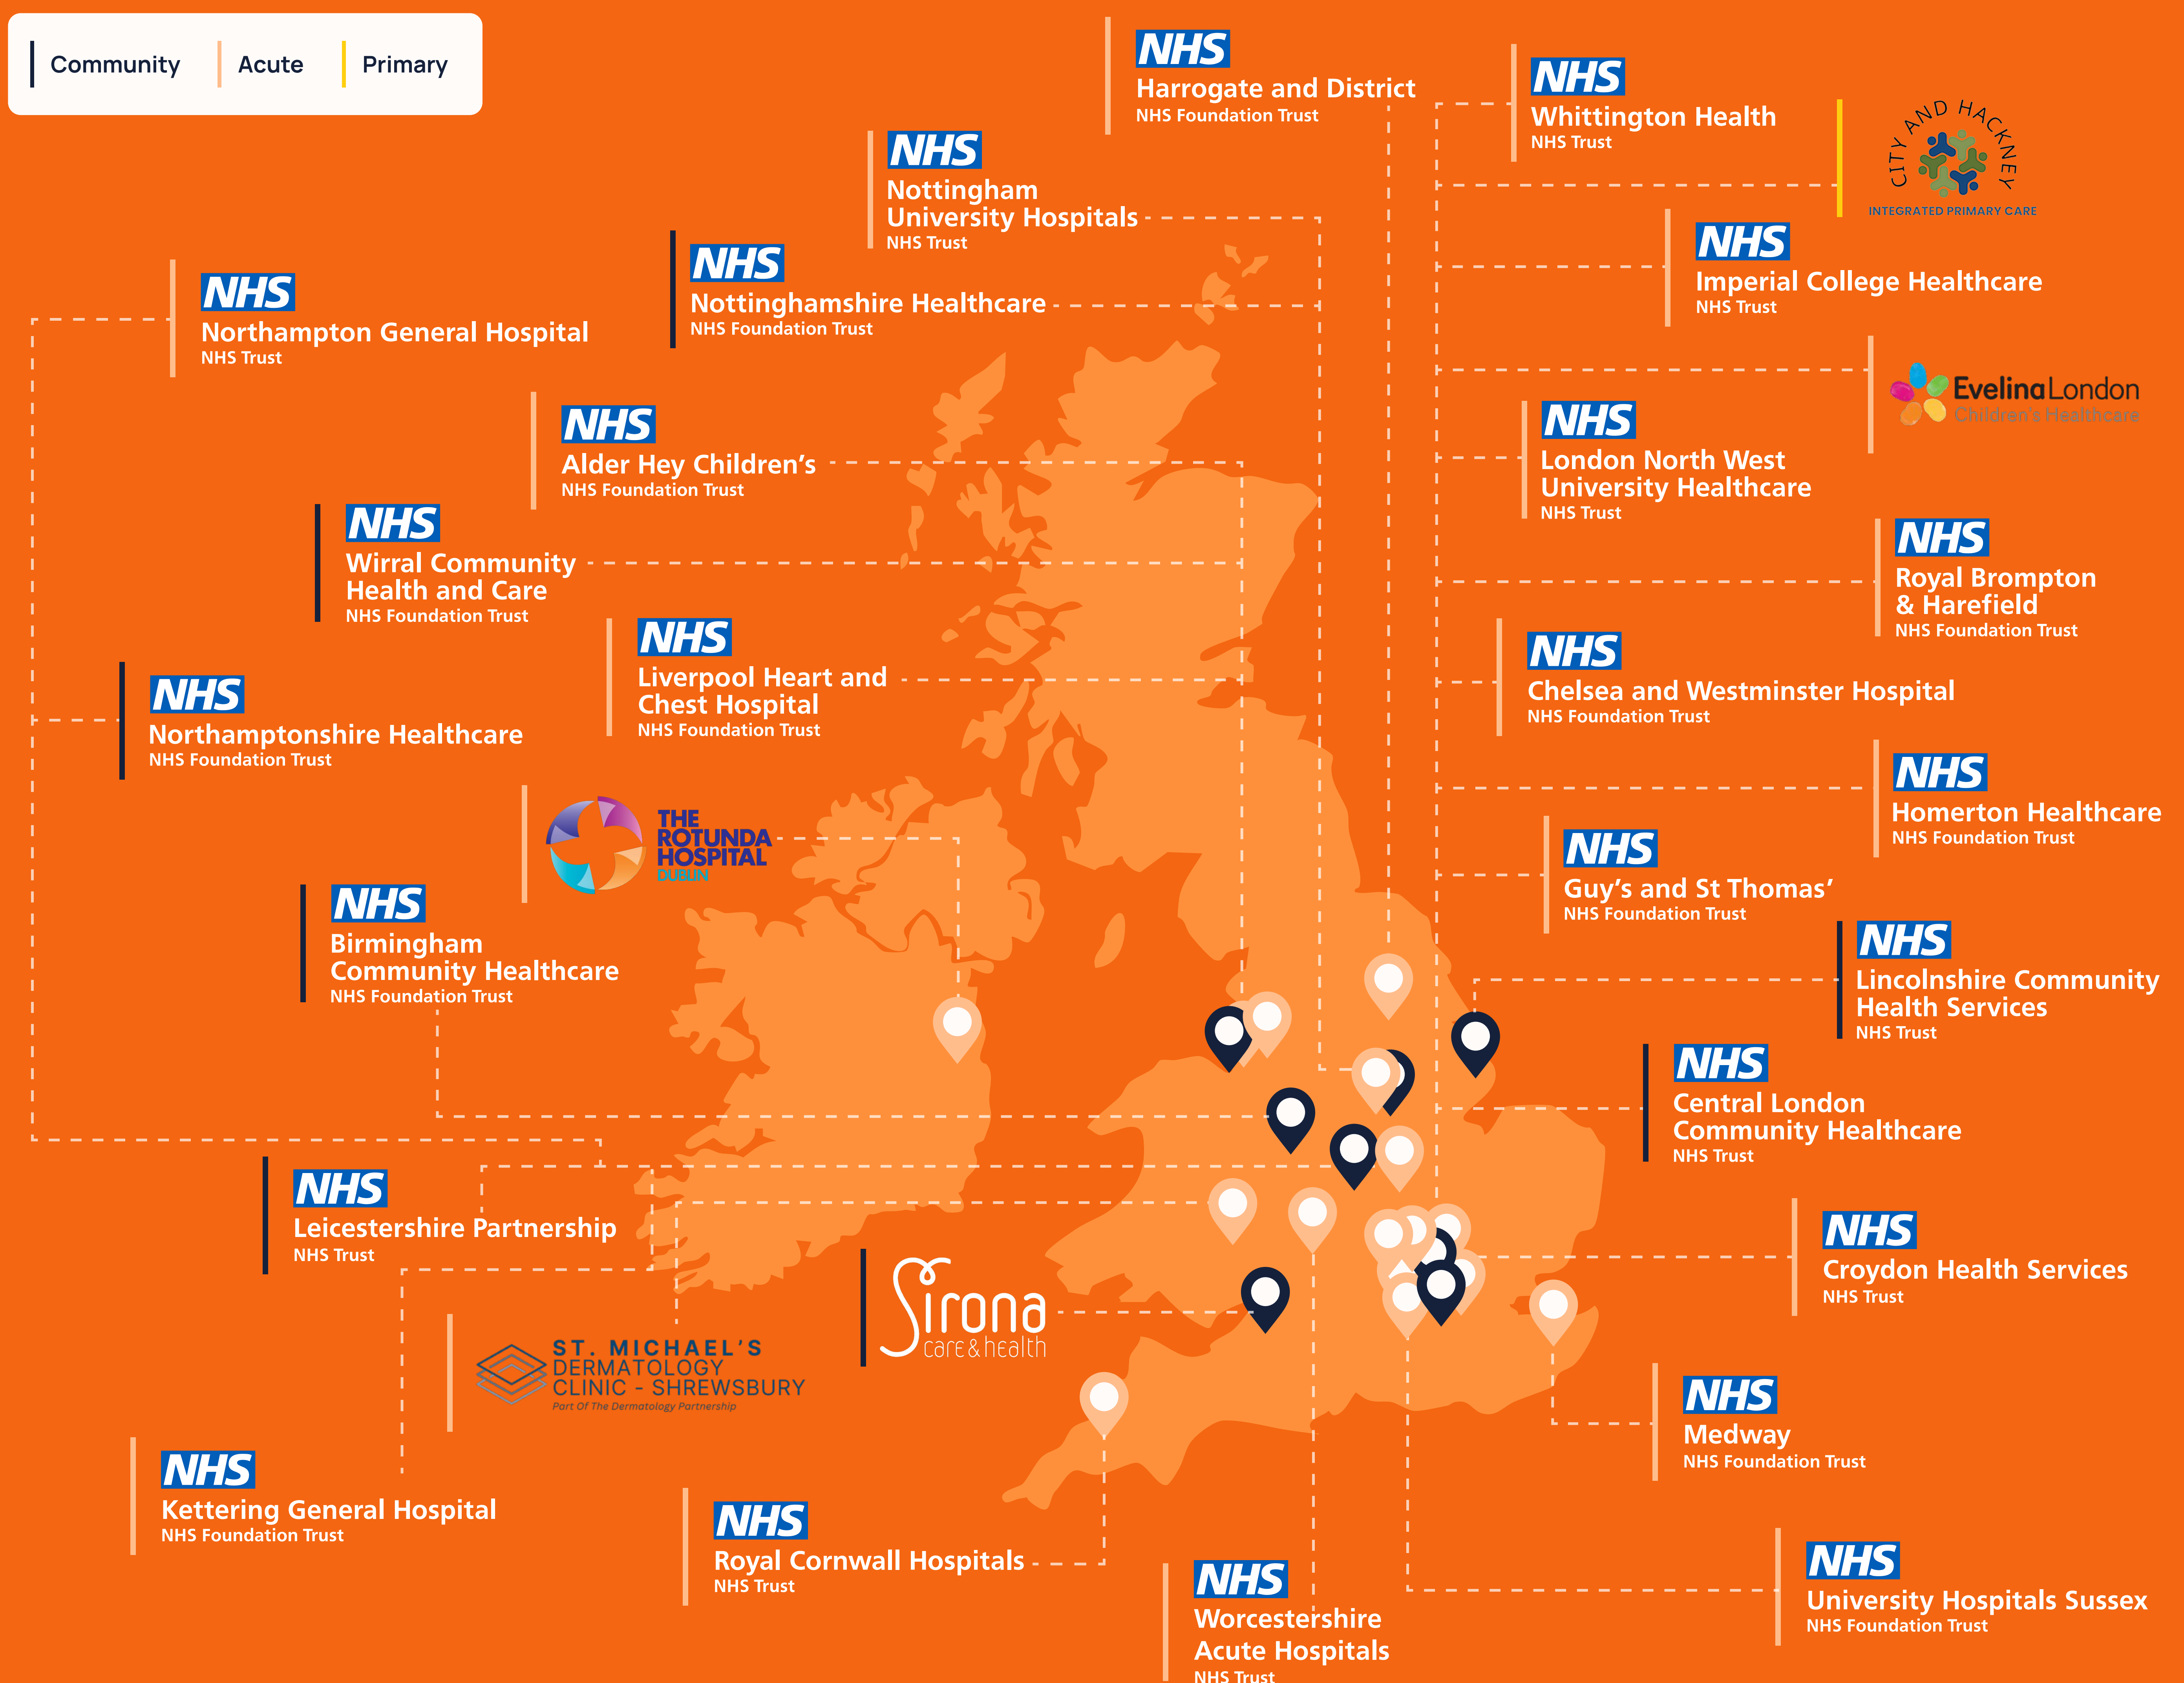 Community
Acute
Primary
NHS
Harrogate and District
NHS Foundation Trust
NHS
Whittington Health
NHS Trust
CITY AND HACKNEY
INTEGRATED PRIMARY CARE
NHS
Nottingham
University Hospitals
NHS Trust
NHS
Nottinghamshire Healthcare
NHS Foundation Trust
NHS
Imperial College Healthcare
NHS Trust
NHS
Northampton General Hospital
NHS Trust
Evelina London
Children's Healthcare
NHS
Alder Hey Children’s
NHS Foundation Trust
NHS
London North West
University Healthcare
NHS Trust
NHS
Wirral Community
Health and Care
NHS Foundation Trust
NHS
Royal Brompton
& Harefield
NHS Foundation Trust
NHS
Liverpool Heart and
Chest Hospital
NHS Foundation Trust
NHS
Chelsea and Westminster Hospital
NHS Foundation Trust
NHS
Northamptonshire Healthcare
NHS Foundation Trust
NHS
Homerton Healthcare
NHS Foundation Trust
THE
ROTUNDA
HOSPITAL
DUBLIN
NHS
Guy’s and St Thomas’
NHS Foundation Trust
NHS
Birmingham
Community Healthcare
NHS Foundation Trust
NHS
Lincolnshire Community
Health Services
NHS Trust
NHS
Central London
Community Healthcare
NHS Trust
NHS
Leicestershire Partnership
NHS Trust
NHS
Croydon Health Services
NHS Trust
Sirona
care & health
ST. MICHAEL'S
DERMATOLOGY
CLINIC - SHREWSBURY
Part Of The Dermatology Partnership
NHS
Medway
NHS Foundation Trust
NHS
Kettering General Hospital
NHS Foundation Trust
NHS
Royal Cornwall Hospitals
NHS Trust
NHS
Worcestershire
Acute Hospitals
NHS Trust
NHS
University Hospitals Sussex
NHS Foundation Trust